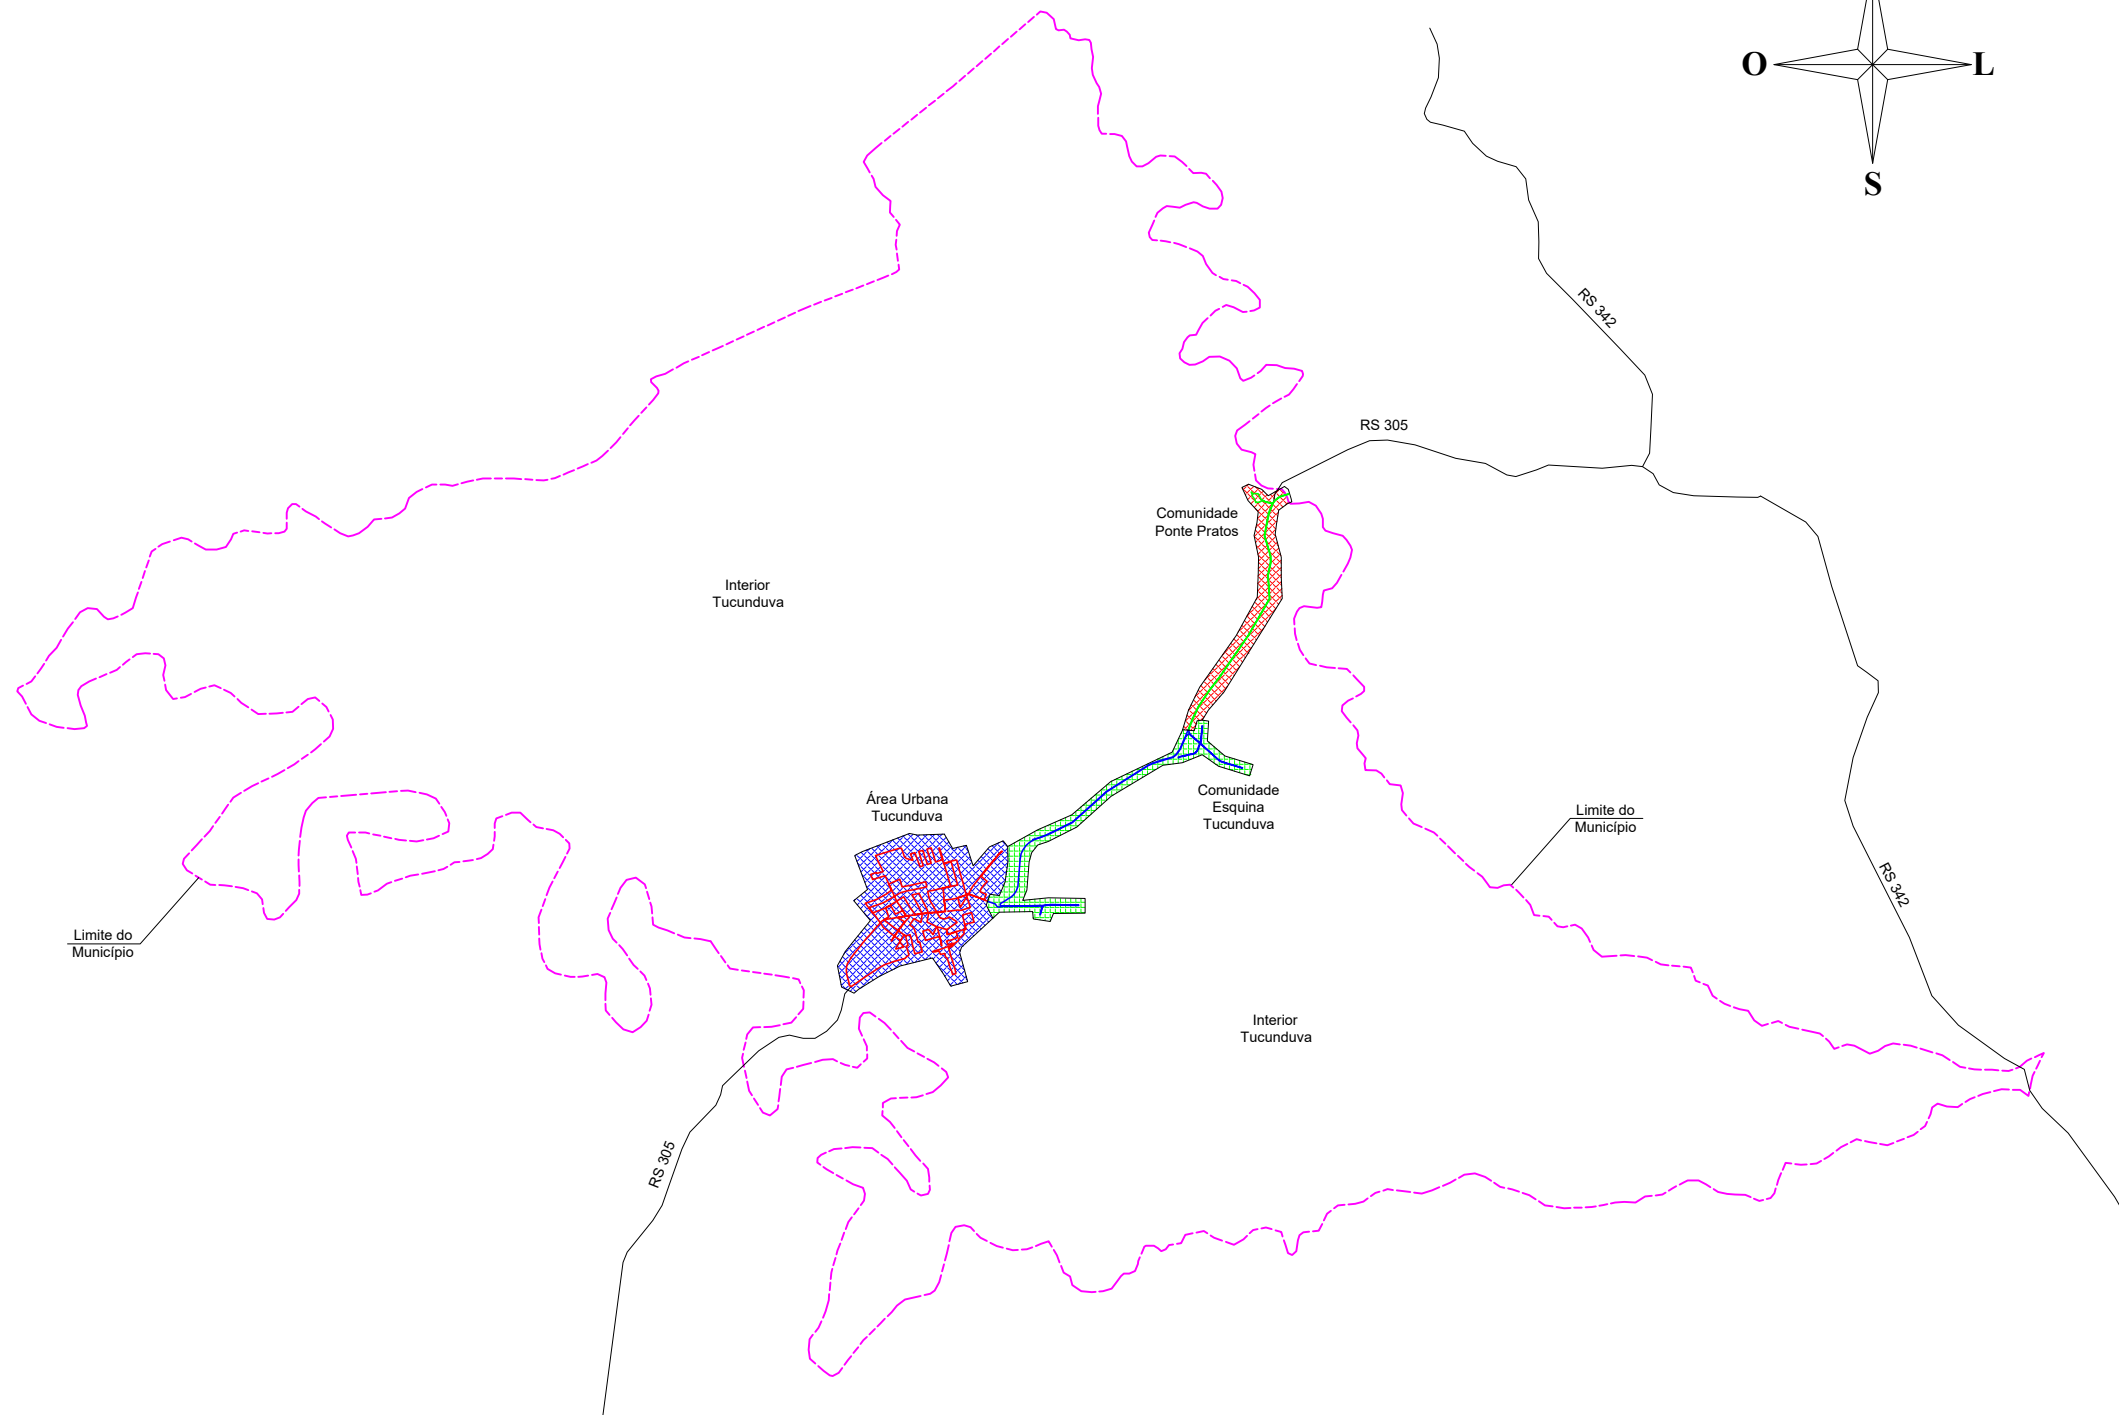 O
L
S
RS 342
RS 305
Comunidade
Ponte Pratos
Interior
Tucunduva
Área Urbana
Tucunduva
Comunidade
Esquina
Tucunduva
Limite do
Município
RS 342
Limite do
Município
Interior
Tucunduva
RS 305